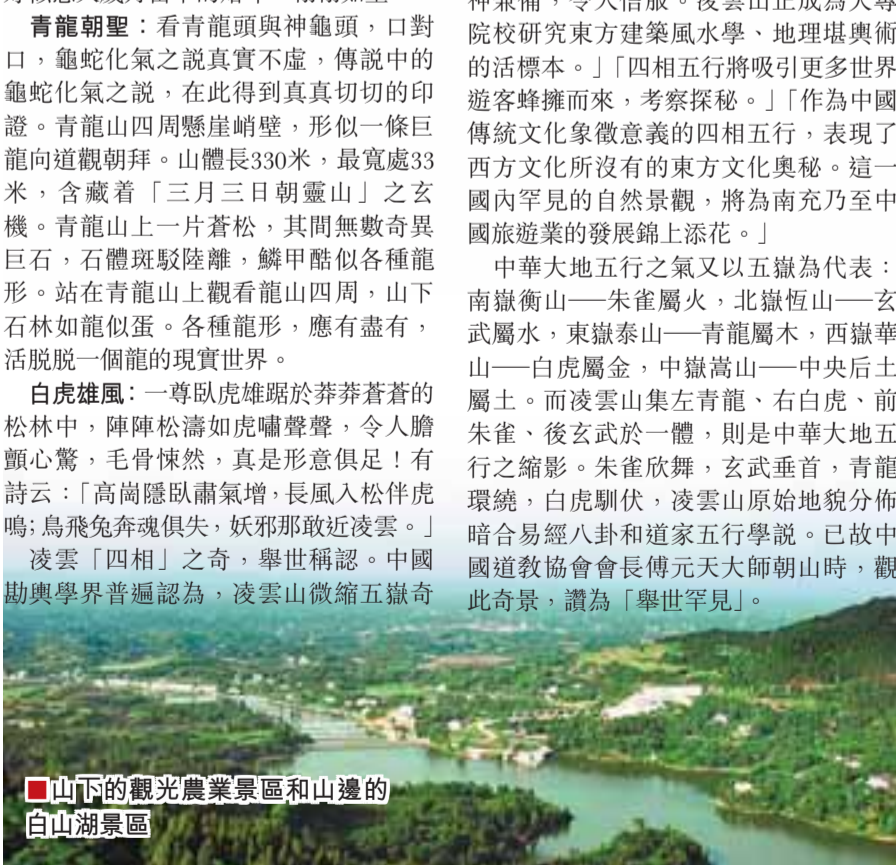 青龍朝聖：看青龍頭與神龜頭，口對
口，龜蛇化氣之説真實不虛，傳説中的
龜蛇化氣之説，在此得到真真切切的印
證。青龍山四周懸崖峭壁，形似一條巨
龍向道觀朝拜。山體長330米，最寬處33
米，含藏着「三月三日朝靈山」之玄
機。青龍山上一片蒼松，其間無數奇異
巨石，石體斑駁陸離，鱗甲酷似各種龍
形。站在青龍山上觀看龍山四周，山下
石林如龍似蛋。各種龍形，應有盡有，
活脱脱一個龍的現實世界。
白虎雄風：一尊臥虎雄踞於莽莽蒼蒼的
松林中，陣陣松濤如虎嘯聲聲，令人膽
顫心驚，毛骨悚然，真是形意俱足！有
詩云：「高崗隱臥肅氣增，長風入松伴虎
鳴；鳥飛兔奔魂俱失，妖邪那敢近凌雲。」
凌雲「四相」之奇，舉世稱認。中國
勘輿學界普遍認為，凌雲山微縮五嶽奇
神兼備，令人信服。凌雲山正成為大專
院校研究東方建築風水學、地理堪輿術
的活標本。」「四相五行將吸引更多世界
遊客蜂擁而來，考察探秘。」「作為中國
傳統文化象徵意義的四相五行，表現了
西方文化所沒有的東方文化奧秘。這一
國內罕見的自然景觀，將為南充乃至中
國旅遊業的發展錦上添花。」
中華大地五行之氣又以五嶽為代表：
南嶽衡山──朱雀屬火，北嶽恆山──玄
武屬水，東嶽泰山──青龍屬木，西嶽華
山──白虎屬金，中嶽嵩山──中央后土
屬土。而凌雲山集左青龍、右白虎、前
朱雀、後玄武於一體，則是中華大地五
行之縮影。朱雀欣舞，玄武垂首，青龍
環繞，白虎馴伏，凌雲山原始地貌分佈
暗合易經八卦和道家五行學説。已故中
國道教協會會長傅元天大師朝山時，觀
此奇景，讚為「舉世罕見」。
■山下的觀光農業景區和山邊的
白山湖景區